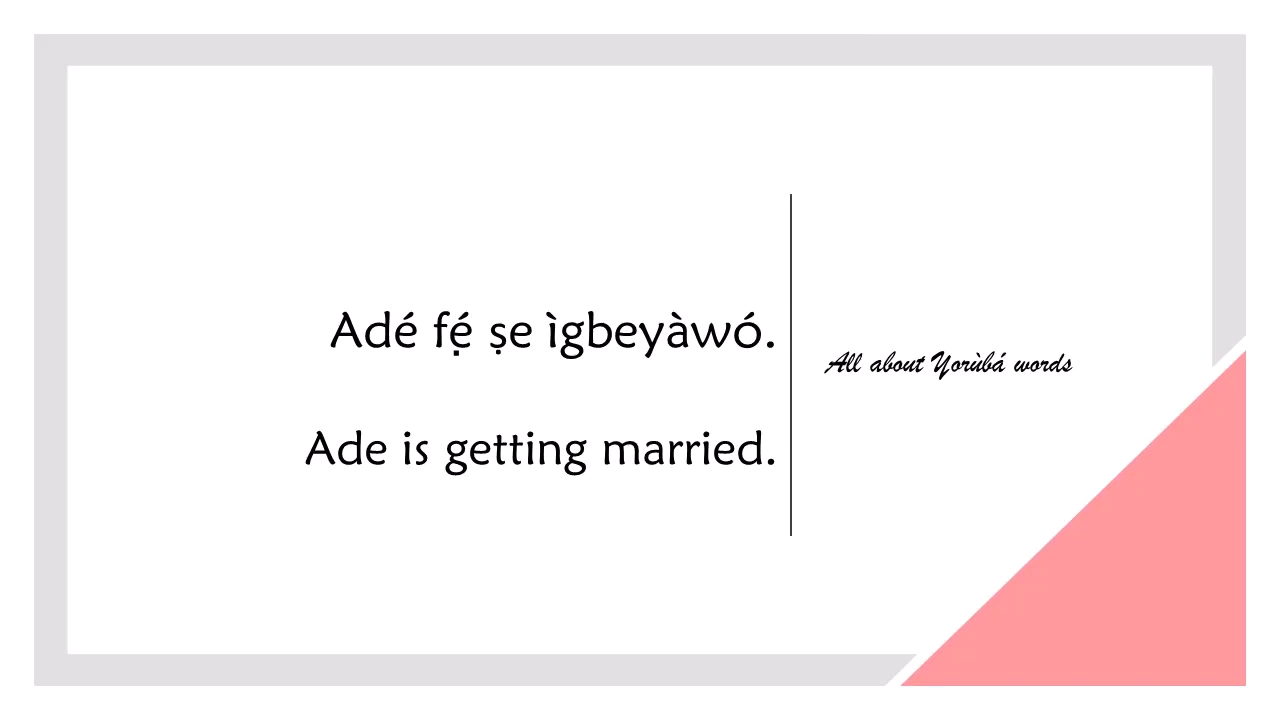 Adé fẹ́ ṣe ìgbeyàwó.
Ade is getting married.
All about Yorùbá words